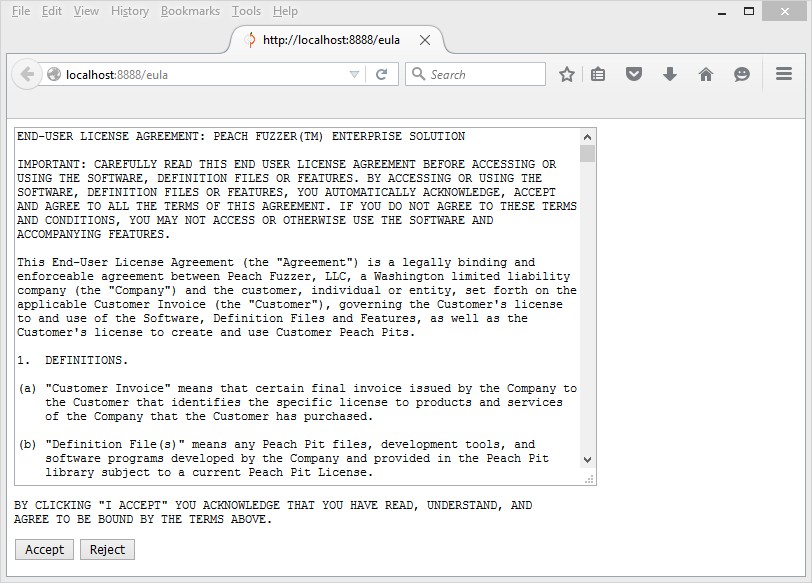 File Edit View History Bookmarks Tools Help
http://localhost:8888/eula
localhost:8888/eula
Search
END-USER LICENSE AGREEMENT: PEACH FUZZER(TM) ENTERPRISE SOLUTION
IMPORTANT: CAREFULLY READ THIS END USER LICENSE AGREEMENT BEFORE ACCESSING OR
USING THE SOFTWARE, DEFINITION FILES OR FEATURES. BY ACCESSING OR USING THE
SOFTWARE, DEFINITION FILES OR FEATURES, YOU AUTOMATICALLY ACKNOWLEDGE, ACCEPT
AND AGREE TO ALL THE TERMS OF THIS AGREEMENT. IF YOU DO NOT AGREE TO THESE TERMS
AND CONDITIONS, YOU MAY NOT ACCESS OR OTHERWISE USE THE SOFTWARE AND
ACCOMPANYING FEATURES.
This End-User License Agreement (the "Agreement") is a legally binding and
enforceable agreement between Peach Fuzzer, LLC, a Washington limited liability
company (the "Company") and the customer, individual or entity, set forth on the
applicable Customer Invoice (the "Customer"), governing the Customer's license
to and use of the Software, Definition Files and Features, as well as the
Customer's license to create and use Customer Peach Pits.
1. DEFINITIONS.
(a) "Customer Invoice" means that certain final invoice issued by the Company to
the Customer that identifies the specific license to products and services
of the Company that the Customer has purchased.
(b) "Definition File(s)" means any Peach Pit files, development tools, and
software programs developed by the Company and provided in the Peach Pit
library subject to a current Peach Pit License.
BY CLICKING "I ACCEPT" YOU ACKNOWLEDGE THAT YOU HAVE READ, UNDERSTAND, AND
AGREE TO BE BOUND BY THE TERMS ABOVE.
Accept Reject